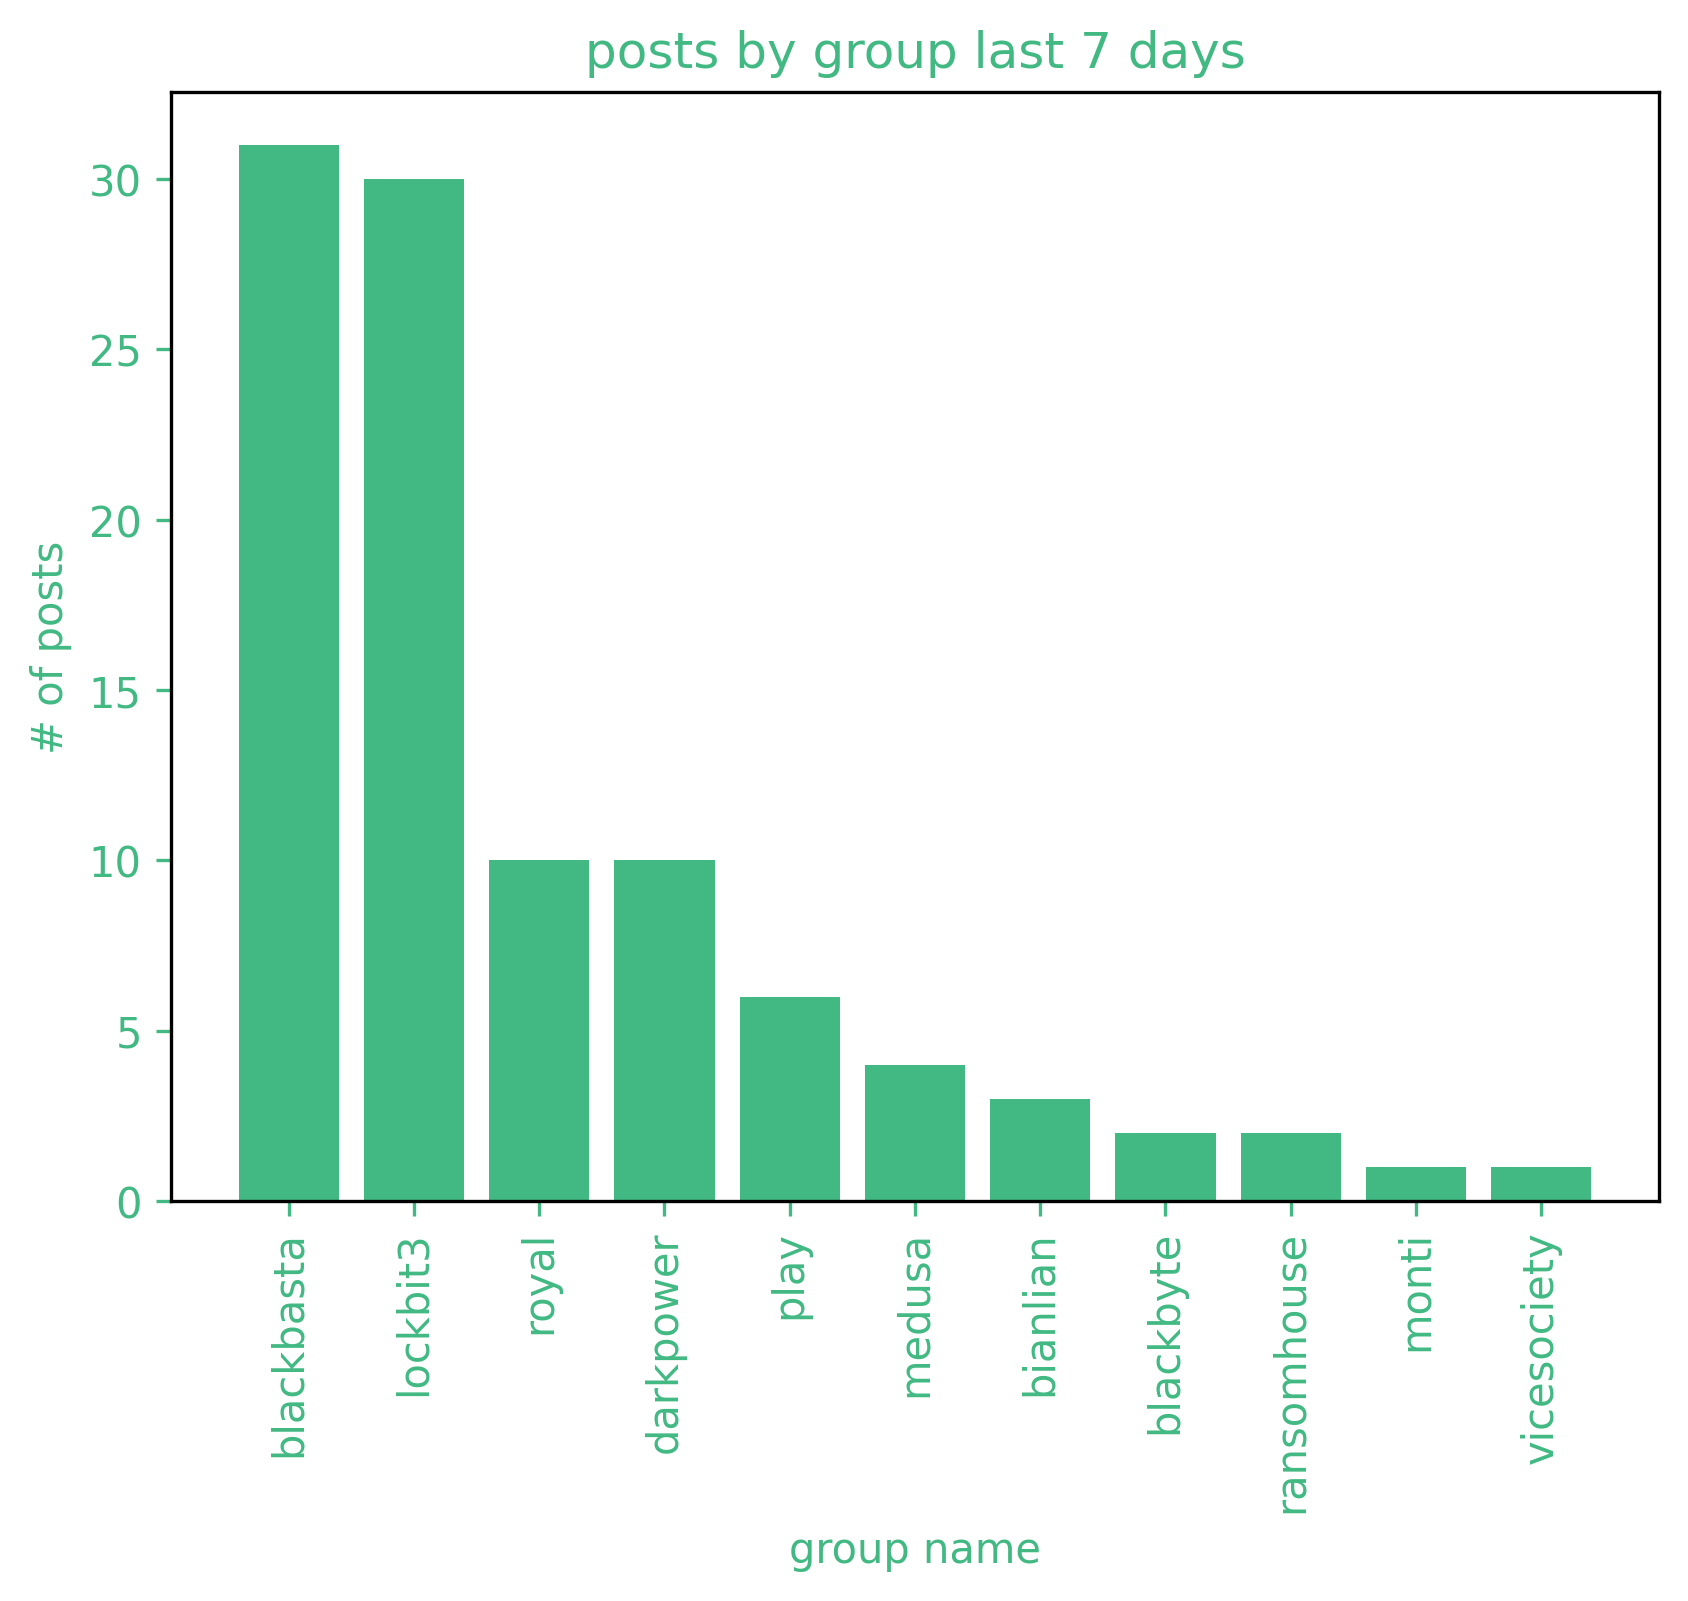 posts by group last 7 days
30
25
20
15
10
5
0
# of posts
blackbasta
lockbit3
royal
darkpower
play
medusa
bianlian
blackbyte
ransomhouse
monti
vicesociety
group name